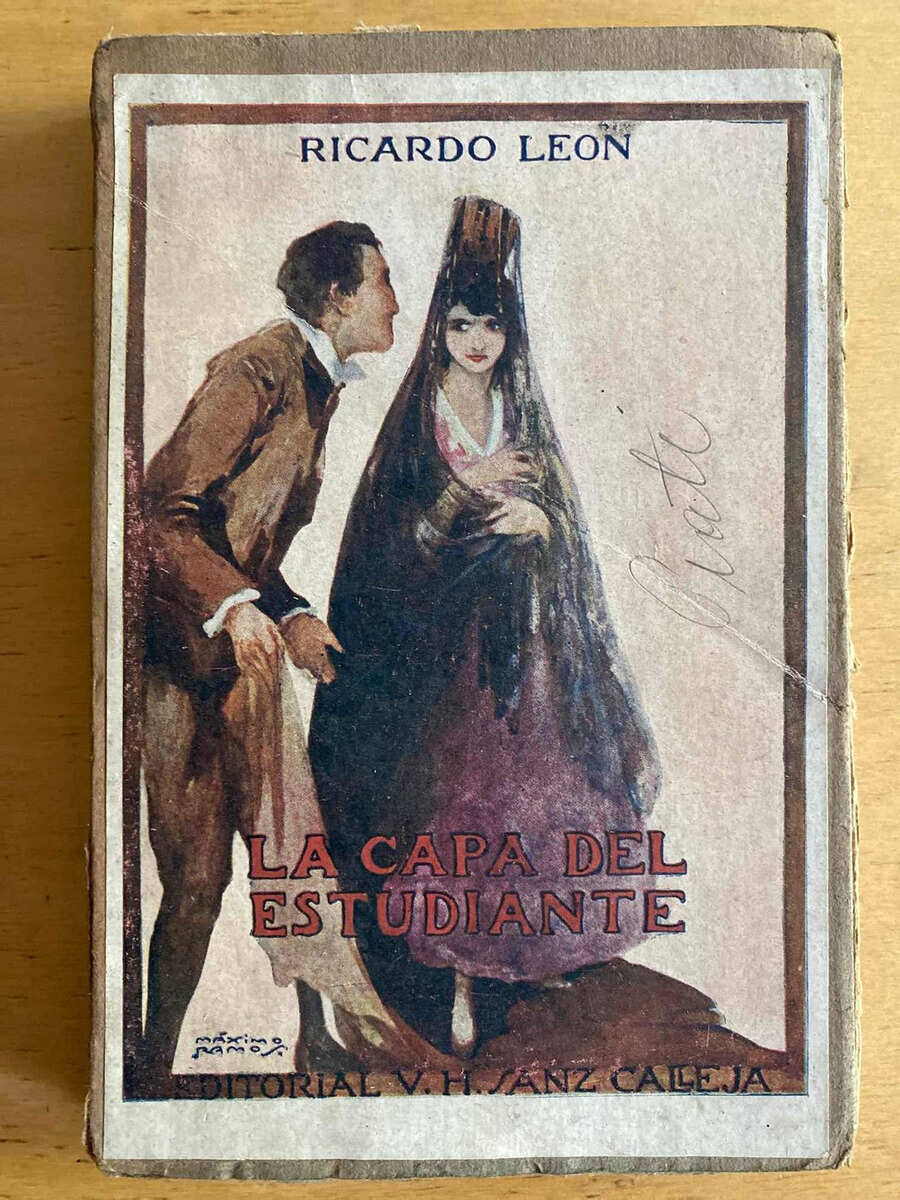 RICARDO LEON
LA CAPA DEL
ESTUDIANTE
MÁXIMO
RAMOS.
EDITORIAL V. H. SANZ CALLEJA